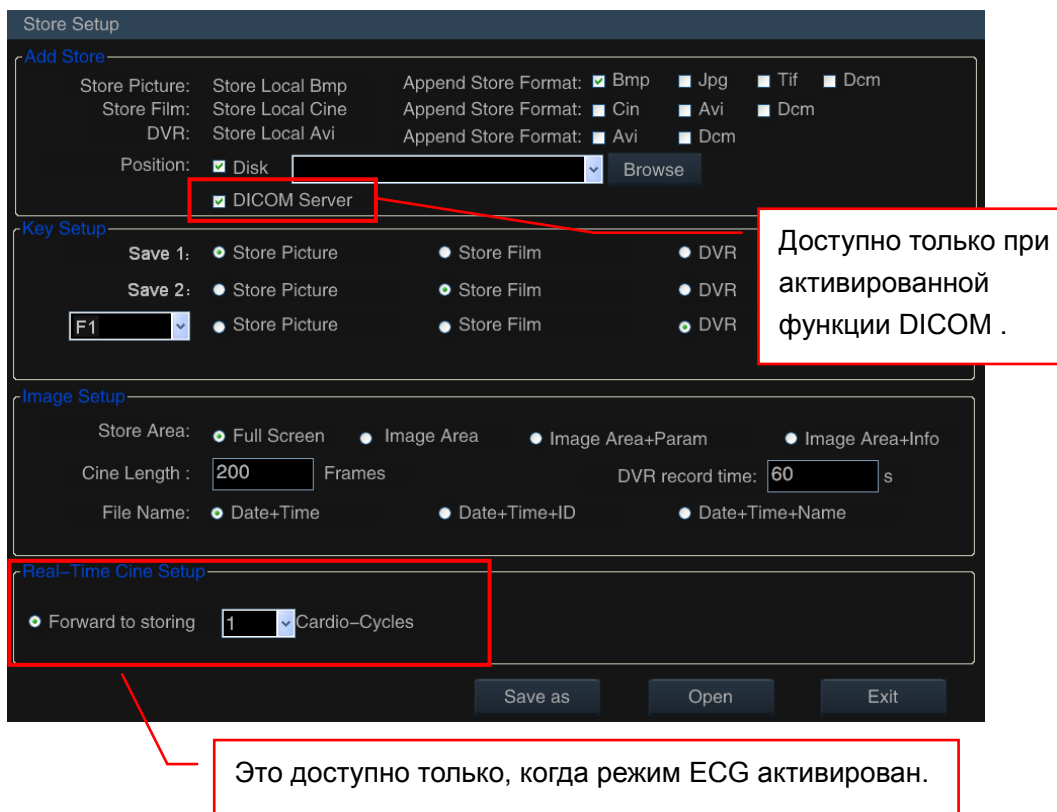 Store Setup
Add Store
Store Picture: Store Local Bmp Append Store Format: Bmp Jpg Tif Dcm
Store Film: Store Local Cine Append Store Format: Cin Avi Dcm
DVR: Store Local Avi Append Store Format: Avi Dcm
Position: Disk Browse
DICOM Server
Key Setup
Save 1: Store Picture Store Film DVR
Save 2: Store Picture Store Film DVR
F1 Store Picture Store Film DVR
Доступно только при
активированной
функции DICOM .
Image Setup
Store Area: Full Screen Image Area Image Area+Param Image Area+Info
Cine Length : 200 Frames DVR record time: 60 s
File Name: Date+Time Date+Time+ID Date+Time+Name
Real-Time Cine Setup
Forward to storing 1 Cardio-Cycles
Save as Open Exit
Это доступно только, когда режим ECG активирован.